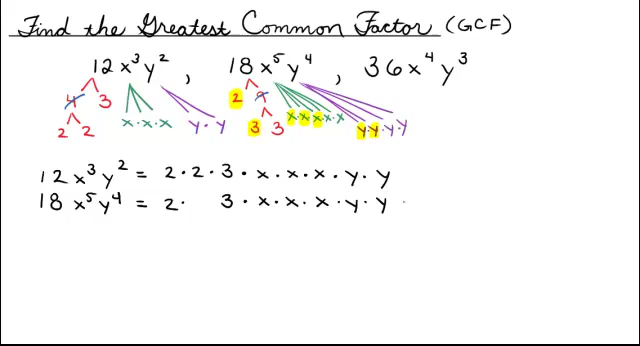 Find the Greatest Common Factor (GCF)
12x³y² , 18x⁵y⁴ , 36x⁴y³
4 3 x·x·x y·y 2 9 x·x·x·x·x y·y·y·y
2 2 3 3
12x³y² = 2·2·3·x·x·x·y·y
18x⁵y⁴ = 2· 3·x·x·x·y·y